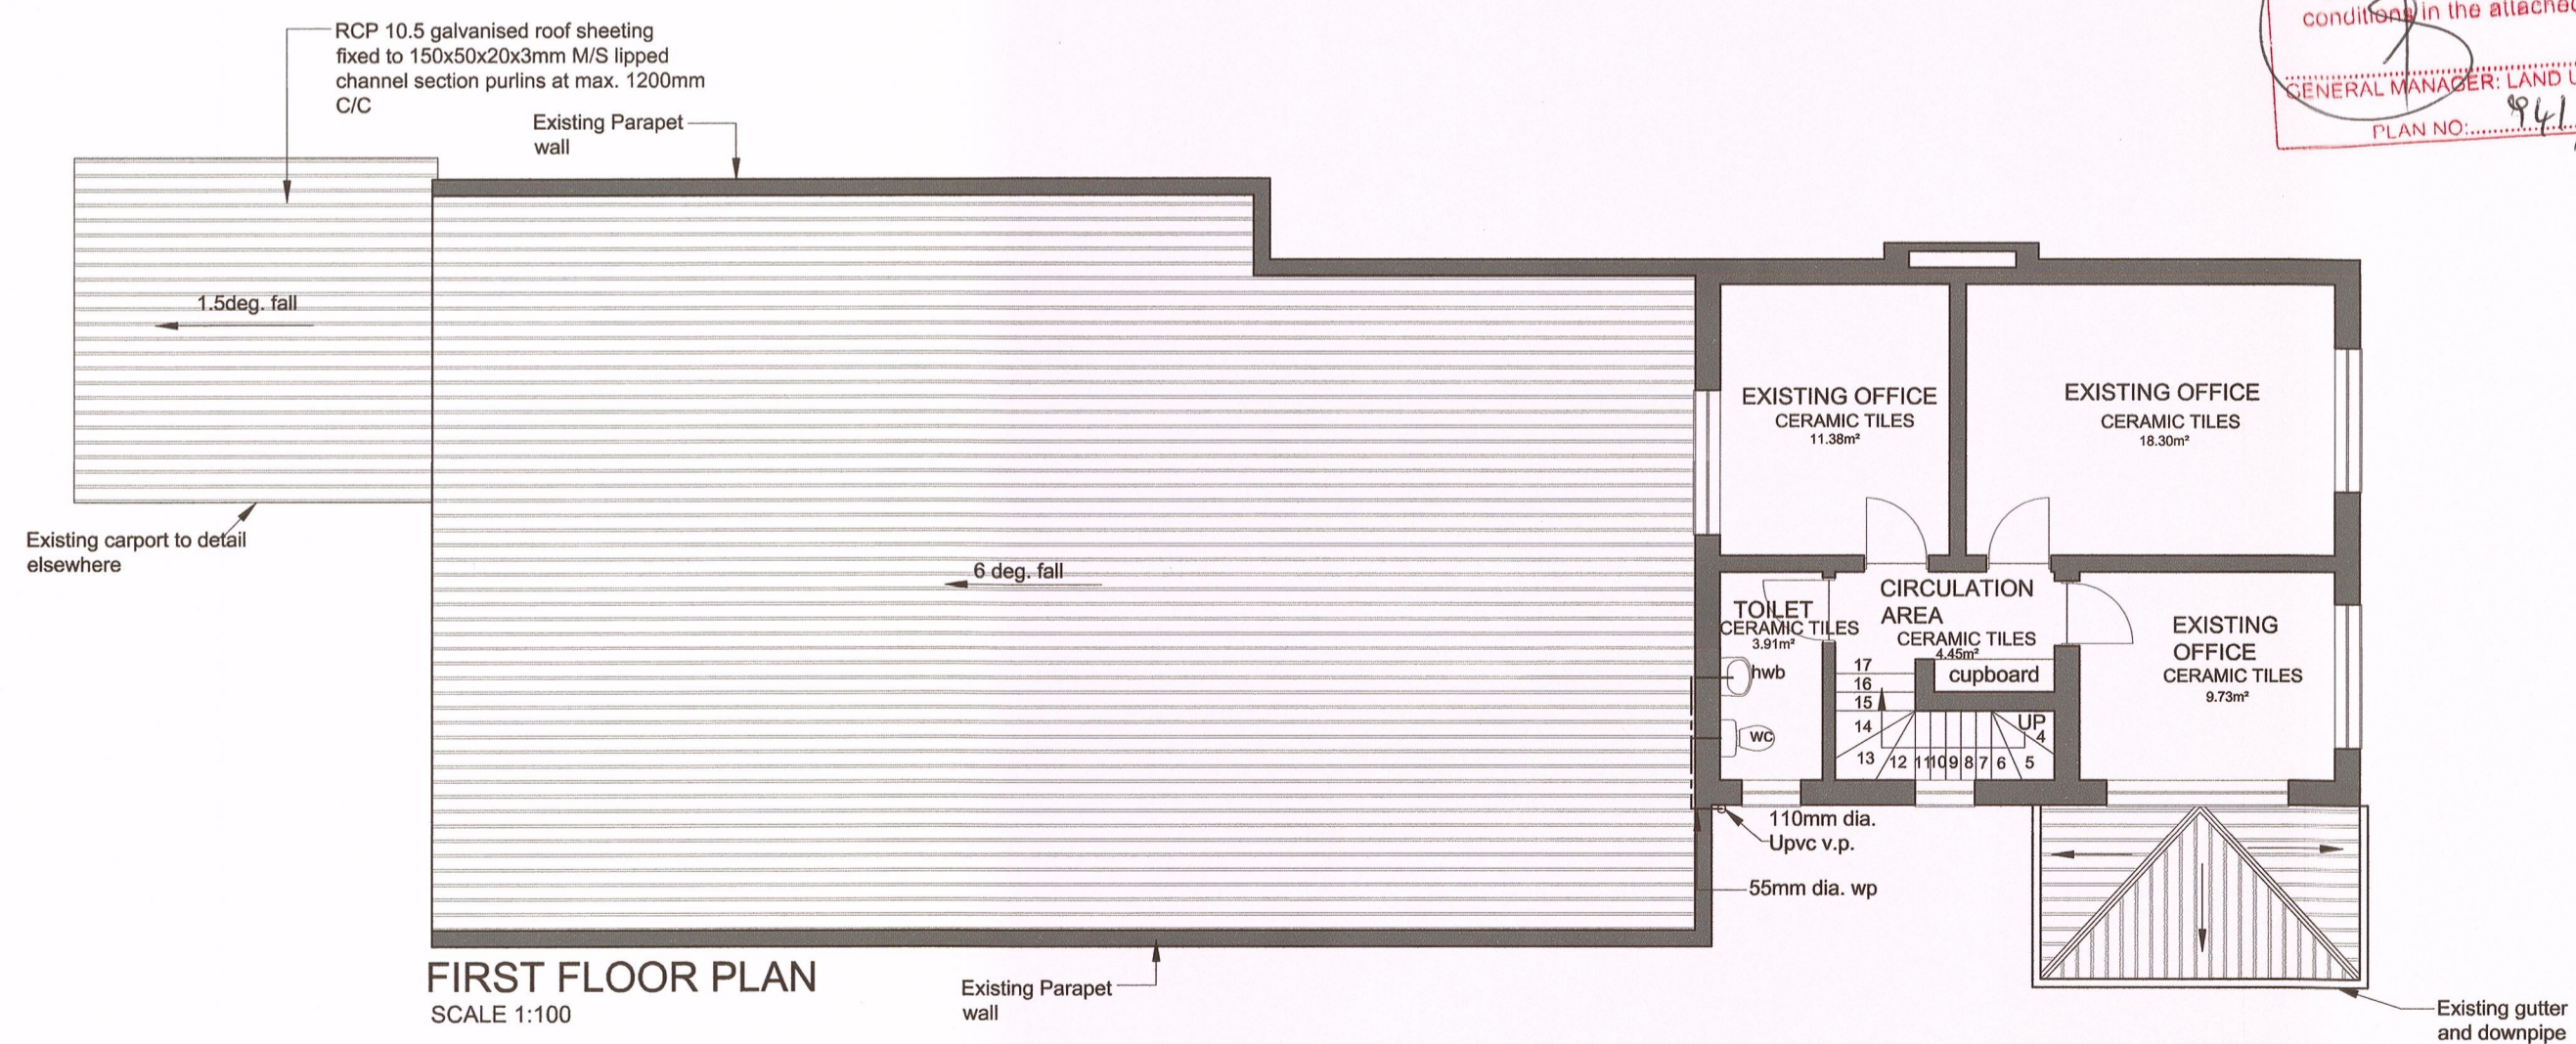 RCP 10.5 galvanised roof sheeting
fixed to 150x50x20x3mm M/S lipped
channel section purlins at max. 1200mm
C/C
Existing Parapet
wall
conditions in the attached
GENERAL MANAGER: LAND U
PLAN NO:
941
1.5deg. fall
Existing carport to detail
elsewhere
6 deg. fall
EXISTING OFFICE
CERAMIC TILES
11.38m²
EXISTING OFFICE
CERAMIC TILES
18.30m²
TOILET
CERAMIC TILES
3.91m²
hwb
wc
CIRCULATION
AREA
CERAMIC TILES
4.45m²
cupboard
17
16
15
14
13
12
11
10
9
8
7
6
5
4
UP
EXISTING
OFFICE
CERAMIC TILES
9.73m²
110mm dia.
Upvc v.p.
55mm dia. wp
FIRST FLOOR PLAN
SCALE 1:100
Existing Parapet
wall
Existing gutter
and downpipe